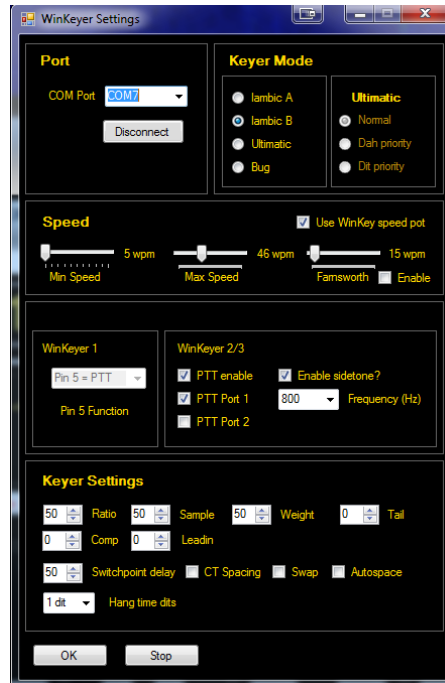 WinKeyer Settings
Port
COM Port COM7
Disconnect
Keyer Mode
Iambic A
Iambic B
Ultimatic
Bug
Ultimatic
Normal
Dah priority
Dit priority
Speed
Use WinKey speed pot
5 wpm 46 wpm 15 wpm
Min Speed Max Speed Farnsworth Enable
WinKeyer 1
Pin 5 = PTT
Pin 5 Function
WinKeyer 2/3
PTT enable Enable sidetone?
PTT Port 1 800 Frequency (Hz)
PTT Port 2
Keyer Settings
50 Ratio 50 Sample 50 Weight 0 Tail
0 Comp 0 Leadin
50 Switchpoint delay CT Spacing Swap Autospace
1 dit Hang time dits
OK Stop